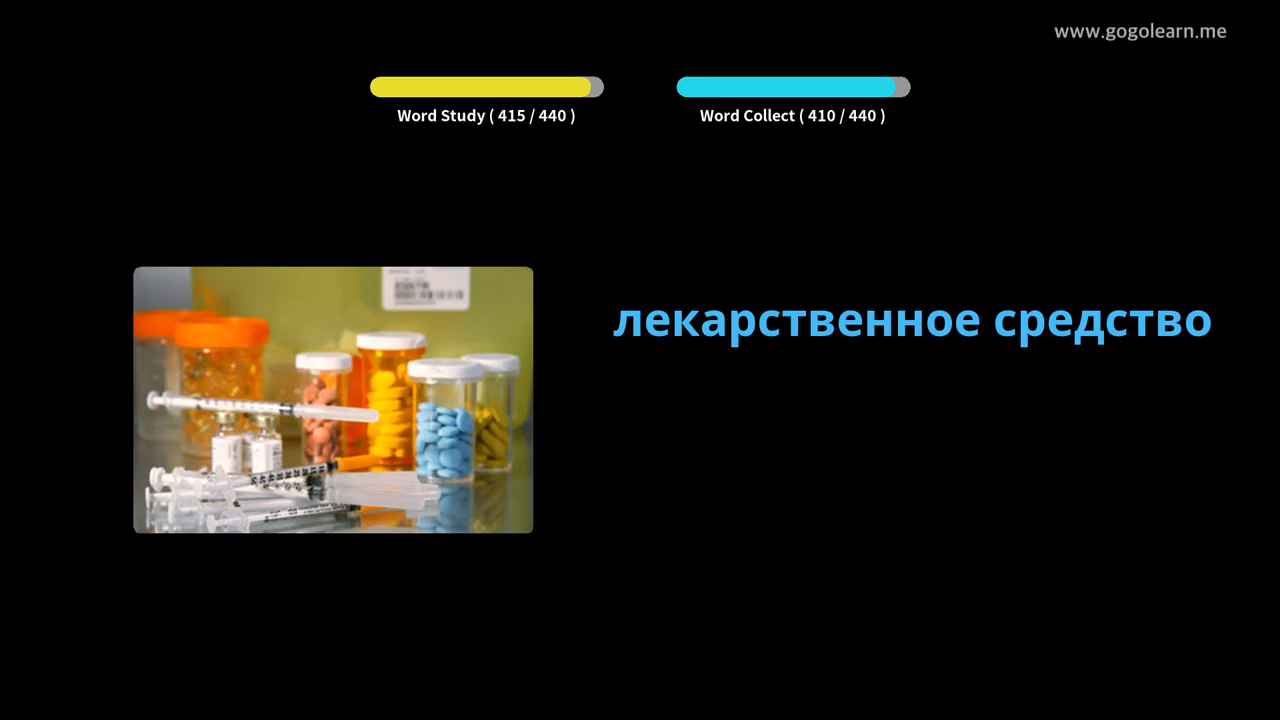 www.gogolearn.me
Word Study ( 415 / 440 )
Word Collect ( 410 / 440 )
лекарственное средство